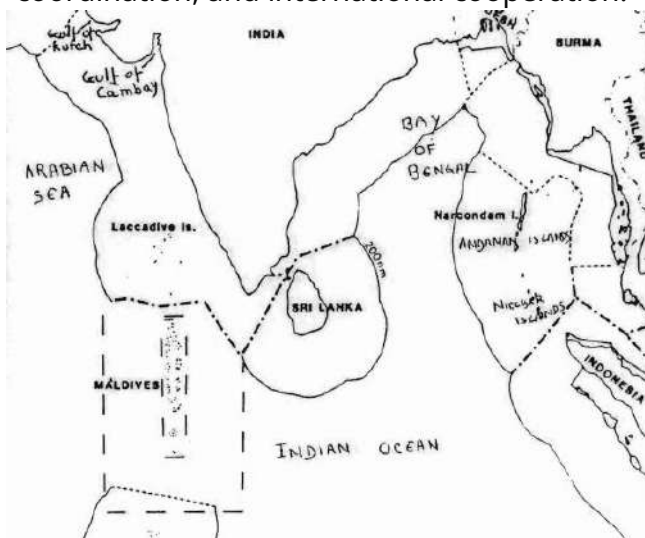 coordination, and international cooperation.
Gulf of
Kutch
Gulf of
Cambay
INDIA
BURMA
THAILAND
ARABIAN
SEA
BAY
OF
BENGAL
Laccadive Is.
Narcondam I.
ANDAMAN ISLANDS
200nm
SRI LANKA
NICOBER
ISLANDS
MALDIVES
INDONESIA
INDIAN OCEAN